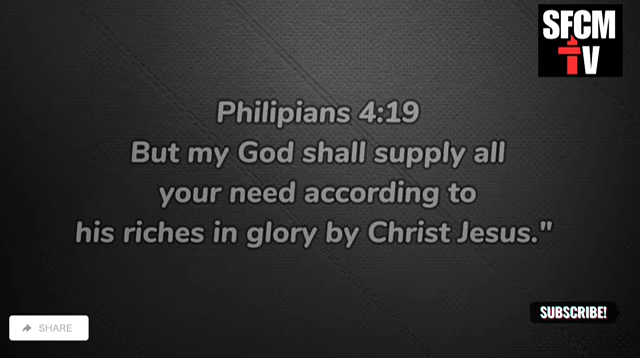 SFCM
TV
Philipians 4:19
But my God shall supply all
your need according to
his riches in glory by Christ Jesus."
SUBSCRIBE!
SHARE